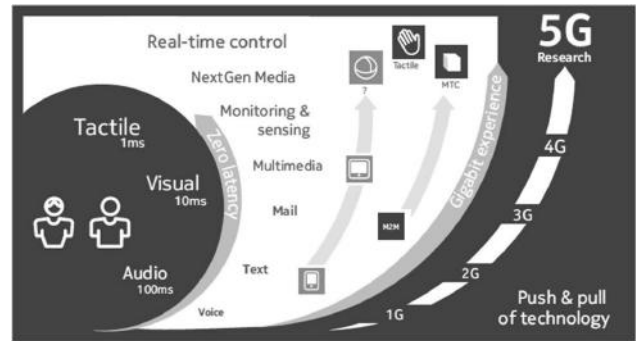 Real-time control
NextGen Media
Monitoring &
sensing
Multimedia
Mail
Text
Voice
Tactile
1ms
Visual
10ms
Audio
100ms
Zero latency
?
Tactile
MTC
M2M
Gigabit experience
5G
Research
4G
3G
2G
1G
Push & pull
of technology